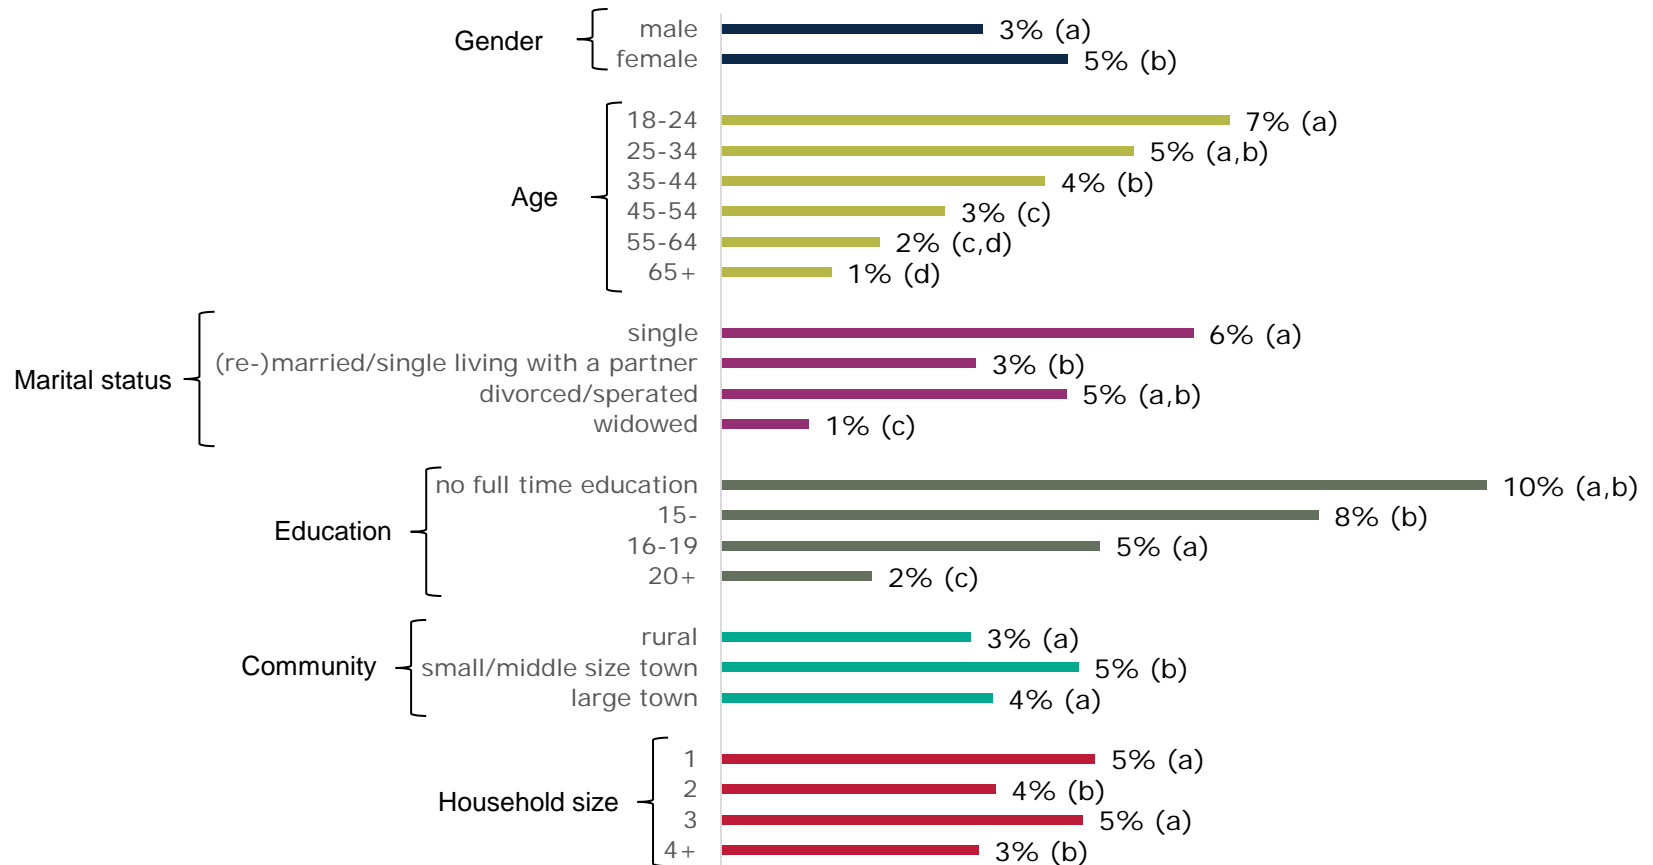 Gender
male 3% (a)
female 5% (b)
Age
18-24 7% (a)
25-34 5% (a,b)
35-44 4% (b)
45-54 3% (c)
55-64 2% (c,d)
65+ 1% (d)
Marital status
single 6% (a)
(re-)married/single living with a partner 3% (b)
divorced/sperated 5% (a,b)
widowed 1% (c)
Education
no full time education 10% (a,b)
15- 8% (b)
16-19 5% (a)
20+ 2% (c)
Community
rural 3% (a)
small/middle size town 5% (b)
large town 4% (a)
Household size
1 5% (a)
2 4% (b)
3 5% (a)
4+ 3% (b)